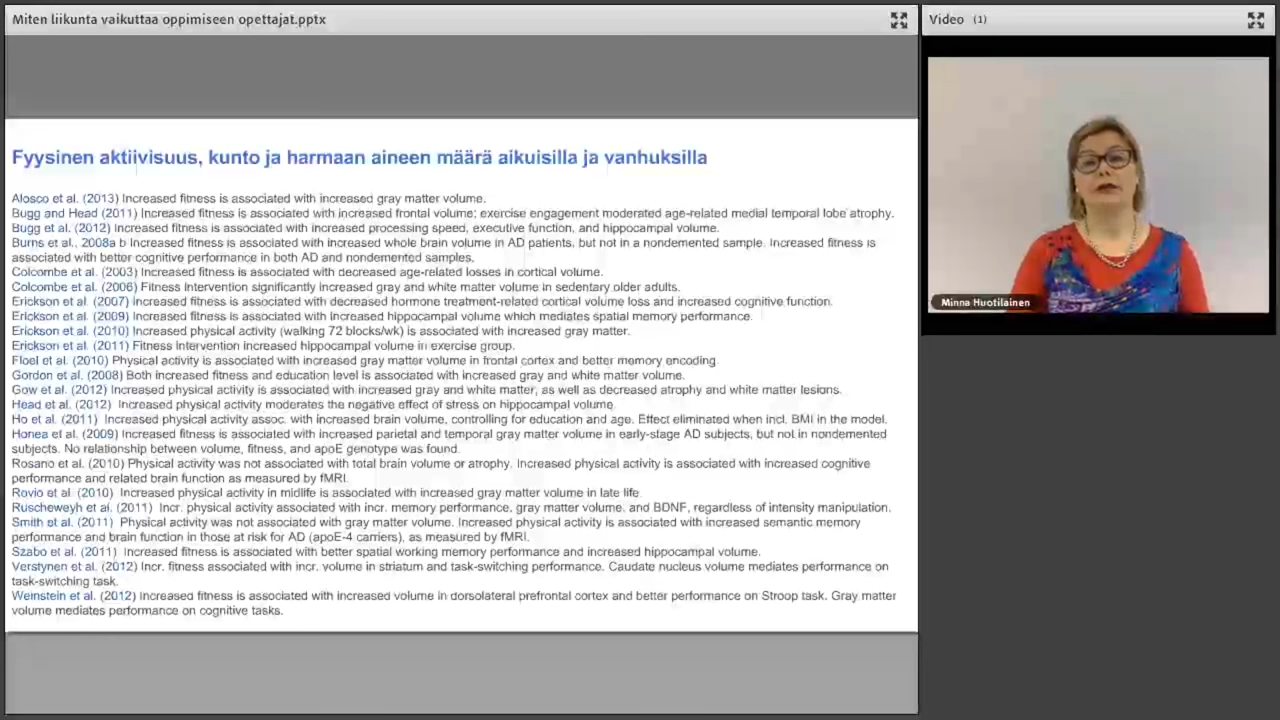 Miten liikunta vaikuttaa oppimiseen opettajat.pptx
Video (1)
Fyysinen aktiivisuus, kunto ja harmaan aineen määrä aikuisilla ja vanhuksilla
Alosco et al. (2013) Increased fitness is associated with increased gray matter volume.
Bugg and Head (2011) Increased fitness is associated with increased frontal volume; exercise engagement moderated age-related medial temporal lobe atrophy.
Bugg et al. (2012) Increased fitness is associated with increased processing speed, executive function, and hippocampal volume.
Burns et al., 2008a b Increased fitness is associated with increased whole brain volume in AD patients, but not in a nondemented sample. Increased fitness is
associated with better cognitive performance in both AD and nondemented samples.
Colcombe et al. (2003) Increased fitness is associated with decreased age-related losses in cortical volume.
Colcombe et al. (2006) Fitness Intervention significantly increased gray and white matter volume in sedentary older adults.
Erickson et al. (2007) Increased fitness is associated with decreased hormone treatment-related cortical volume loss and increased cognitive function.
Erickson et al. (2009) Increased fitness is associated with increased hippocampal volume which mediates spatial memory performance.
Erickson et al. (2010) Increased physical activity (walking 72 blocks/wk) is associated with increased gray matter.
Erickson et al. (2011) Fitness Intervention increased hippocampal volume in exercise group.
Floel et al. (2010) Physical activity is associated with increased gray matter volume in frontal cortex and better memory encoding.
Gordon et al. (2008) Both increased fitness and education level is associated with increased gray and white matter volume.
Gow et al. (2012) Increased physical activity is associated with increased gray and white matter, as well as decreased atrophy and white matter lesions.
Head et al. (2012) Increased physical activity moderates the negative effect of stress on hippocampal volume.
Ho et al. (2011) Increased physical activity assoc. with increased brain volume, controlling for education and age. Effect eliminated when incl. BMI in the model.
Honea et al. (2009) Increased fitness is associated with increased parietal and temporal gray matter volume in early-stage AD subjects, but not in nondemented
subjects. No relationship between volume, fitness, and apoE genotype was found.
Rosano et al. (2010) Physical activity was not associated with total brain volume or atrophy. Increased physical activity is associated with increased cognitive
performance and related brain function as measured by fMRI.
Rovio et al. (2010) Increased physical activity in midlife is associated with increased gray matter volume in late life.
Ruscheweyh et al. (2011) Incr. physical activity associated with incr. memory performance, gray matter volume, and BDNF, regardless of intensity manipulation.
Smith et al. (2011) Physical activity was not associated with gray matter volume. Increased physical activity is associated with increased semantic memory
performance and brain function in those at risk for AD (apoE-4 carriers), as measured by fMRI.
Szabo et al. (2011) Increased fitness is associated with better spatial working memory performance and increased hippocampal volume.
Verstynen et al. (2012) Incr. fitness associated with incr. volume in striatum and task-switching performance. Caudate nucleus volume mediates performance on
task-switching task.
Weinstein et al. (2012) Increased fitness is associated with increased volume in dorsolateral prefrontal cortex and better performance on Stroop task. Gray matter
volume mediates performance on cognitive tasks.
Minna Huotilainen